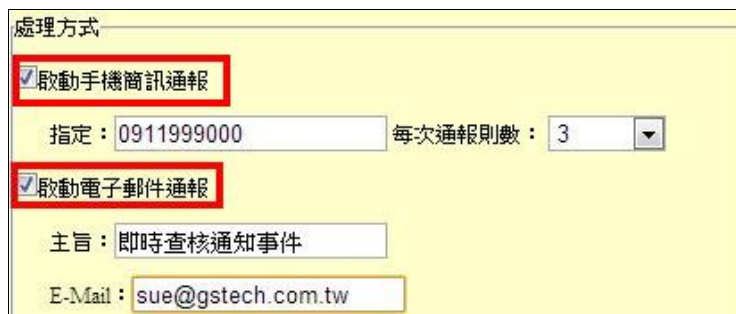 處理方式
啟動手機簡訊通報
指定：0911999000 每次通報則數：3
啟動電子郵件通報
主旨：即時查核通知事件
E-Mail：sue@gstech.com.tw